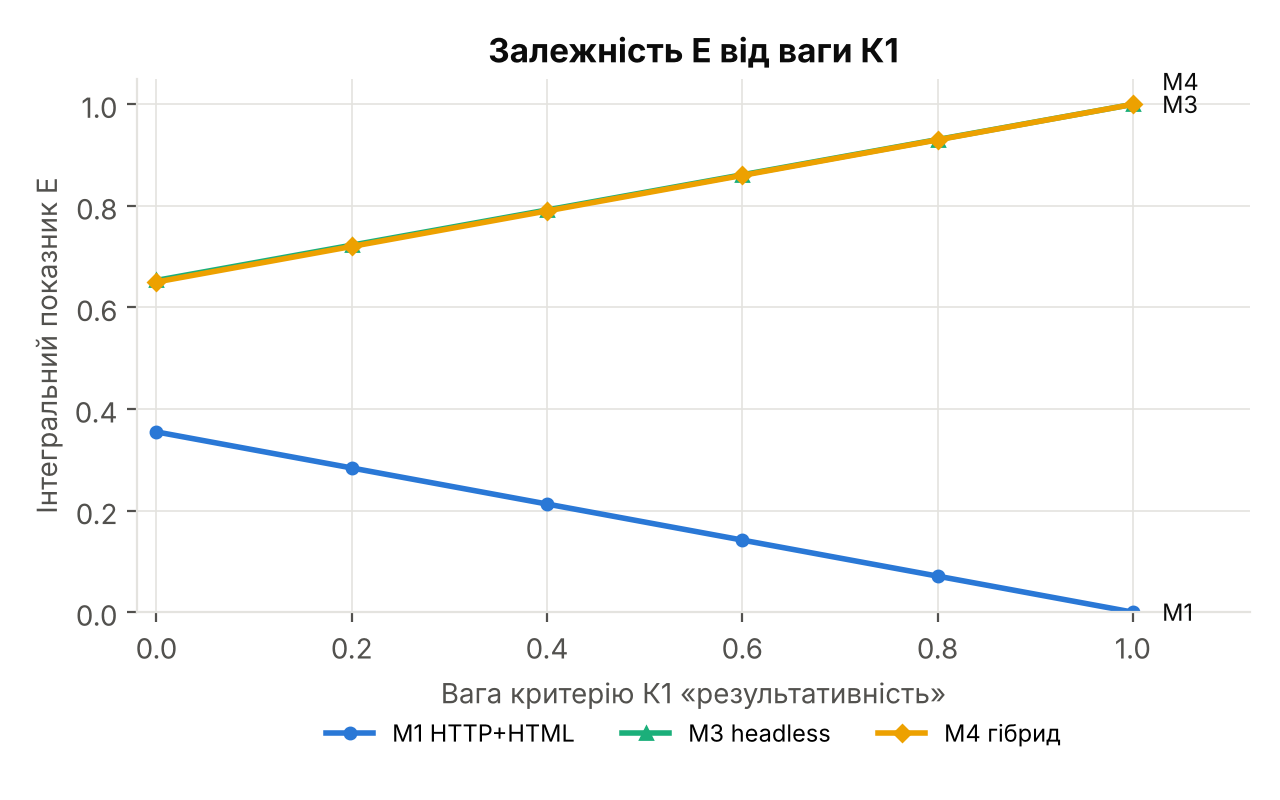 Залежність E від ваги К1
M4
M3
1.0
0.8
0.6
0.4
0.2
0.0
Інтегральний показник E
M1
0.0 0.2 0.4 0.6 0.8 1.0
Вага критерію К1 «результативність»
M1 HTTP+HTML M3 headless M4 гібрид